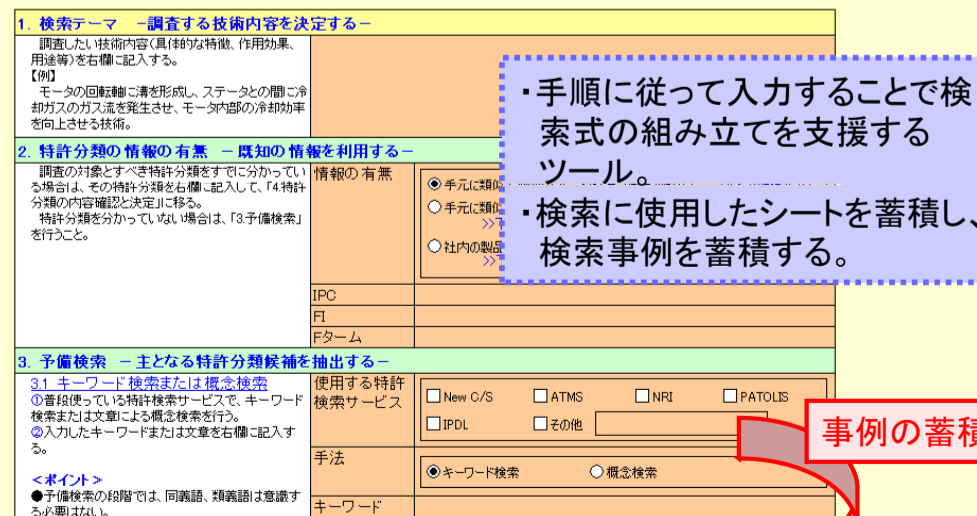 1. 検索テーマ －調査する技術内容を決定する－
調査したい技術内容(具体的な特徴、作用効果、
用途等)を右欄に記入する。
【例】
モータの回転軸に溝を形成し、ステータとの間に冷
却ガスのガス流を発生させ、モータ内部の冷却効率
を向上させる技術。
・手順に従って入力することで検
索式の組み立てを支援する
ツール。
・検索に使用したシートを蓄積し、
検索事例を蓄積する。
2. 特許分類の情報の有無 －既知の情報を利用する－
調査の対象とすべき特許分類をすでに分かってい
る場合は、その特許分類を右欄に記入して、「4.特許
分類の内容確認と決定」に移る。
特許分類を分かっていない場合は、「3.予備検索」
を行うこと。
情報の有無
手元に類似
手元に類似
>>
社内の製品
>>
IPC
FI
Fターム
3. 予備検索 －主となる特許分類候補を抽出する－
3.1 キーワード検索または概念検索
①普段使っている特許検索サービスで、キーワード
検索または文章による概念検索を行う。
②入力したキーワードまたは文章を右欄に記入す
る。
＜ポイント＞
●予備検索の段階では、同義語、類義語は意識す
る必要はない。
使用する特許
検索サービス
New C/S ATMS NRI PATOLIS
IPDL その他
事例の蓄積
手法
キーワード検索 概念検索
キーワード